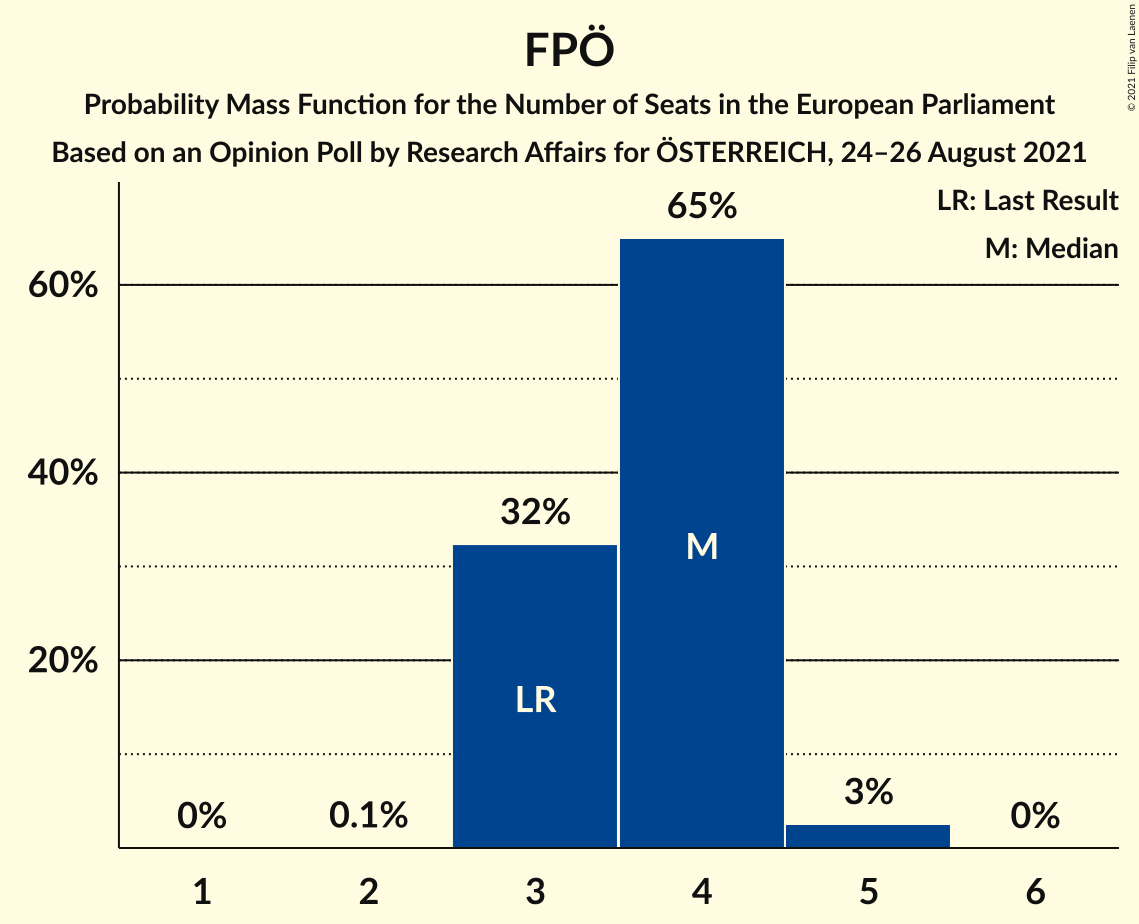 FPÖ
Probability Mass Function for the Number of Seats in the European Parliament
Based on an Opinion Poll by Research Affairs for ÖSTERREICH, 24–26 August 2021
© 2021 Filip van Laenen
LR: Last Result
M: Median
65%
60%
40%
32%
M
20%
LR
3%
0%
0.1%
0%
1
2
3
4
5
6